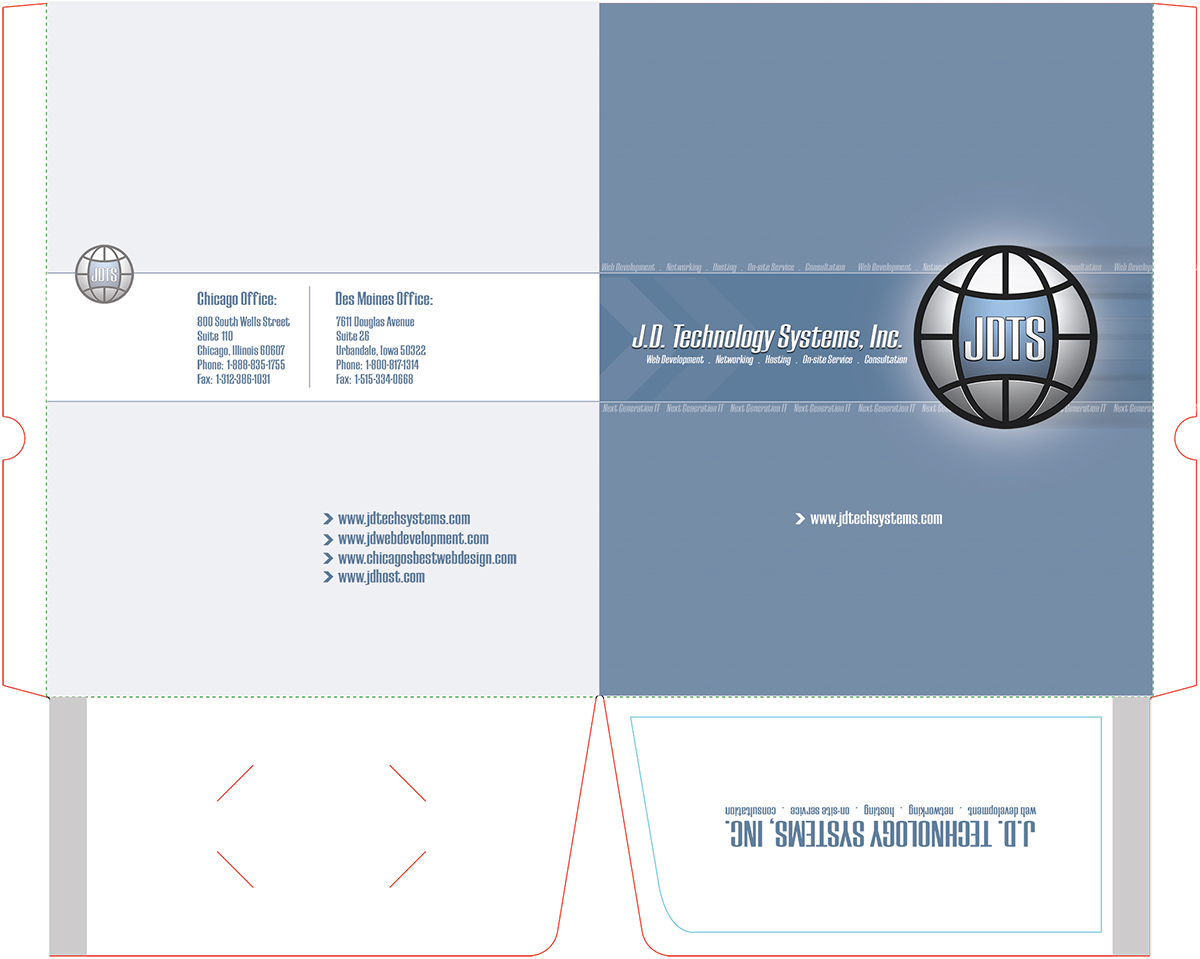 JDTS
Chicago Office:
800 South Wells Street
Suite 110
Chicago, Illinois 60607
Phone: 1-888-835-1755
Fax: 1-312-386-1031
Des Moines Office:
7611 Douglas Avenue
Suite 26
Urbandale, Iowa 50322
Phone: 1-800-817-1314
Fax: 1-515-334-0668
www.jdtechsystems.com
www.jdwebdevelopment.com
www.chicagosbestwebdesign.com
www.jdhost.com
Web Development . Networking . Hosting . On-site Service . Consultation Web Development . Consultation Web
J.D. Technology Systems, Inc.
Web Development . Networking . Hosting . On-site Service . Consultation
JDTS
Next Generation IT Next Generation IT Next Generation IT Next Generation IT Next Generation IT Next IT Next
www.jdtechsystems.com
J.D. TECHNOLOGY SYSTEMS, INC.
web development . networking . hosting . on-site service . consultation